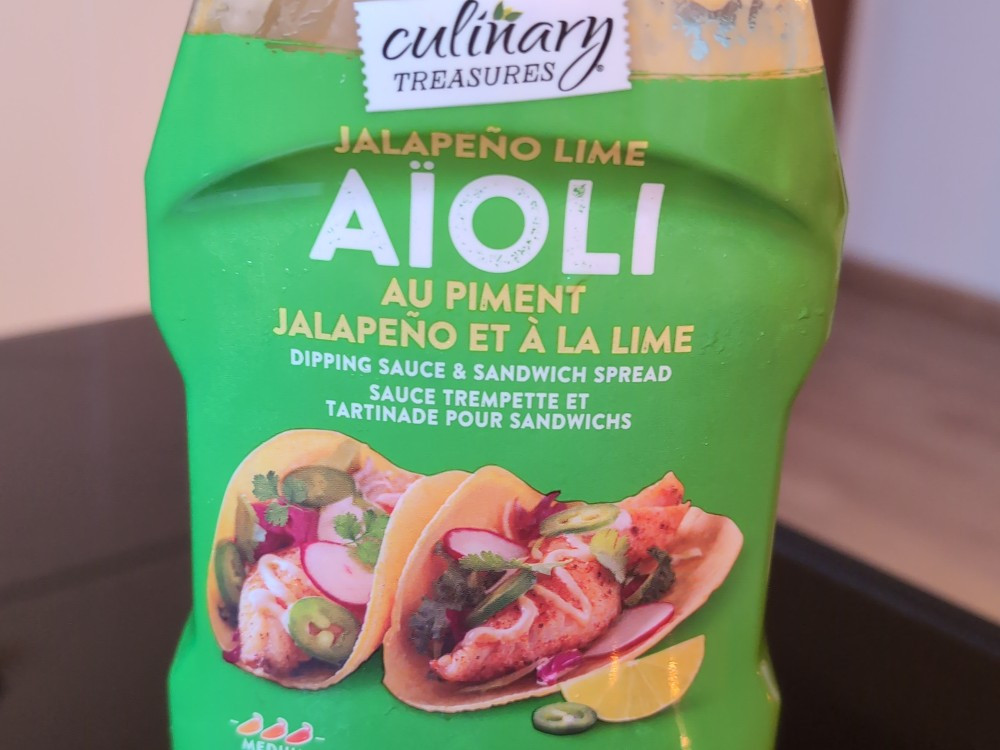 culinary
TREASURES®
JALAPEÑO LIME
AÏOLI
AU PIMENT
JALAPEÑO ET À LA LIME
DIPPING SAUCE & SANDWICH SPREAD
SAUCE TREMPETTE ET
TARTINADE POUR SANDWICHS